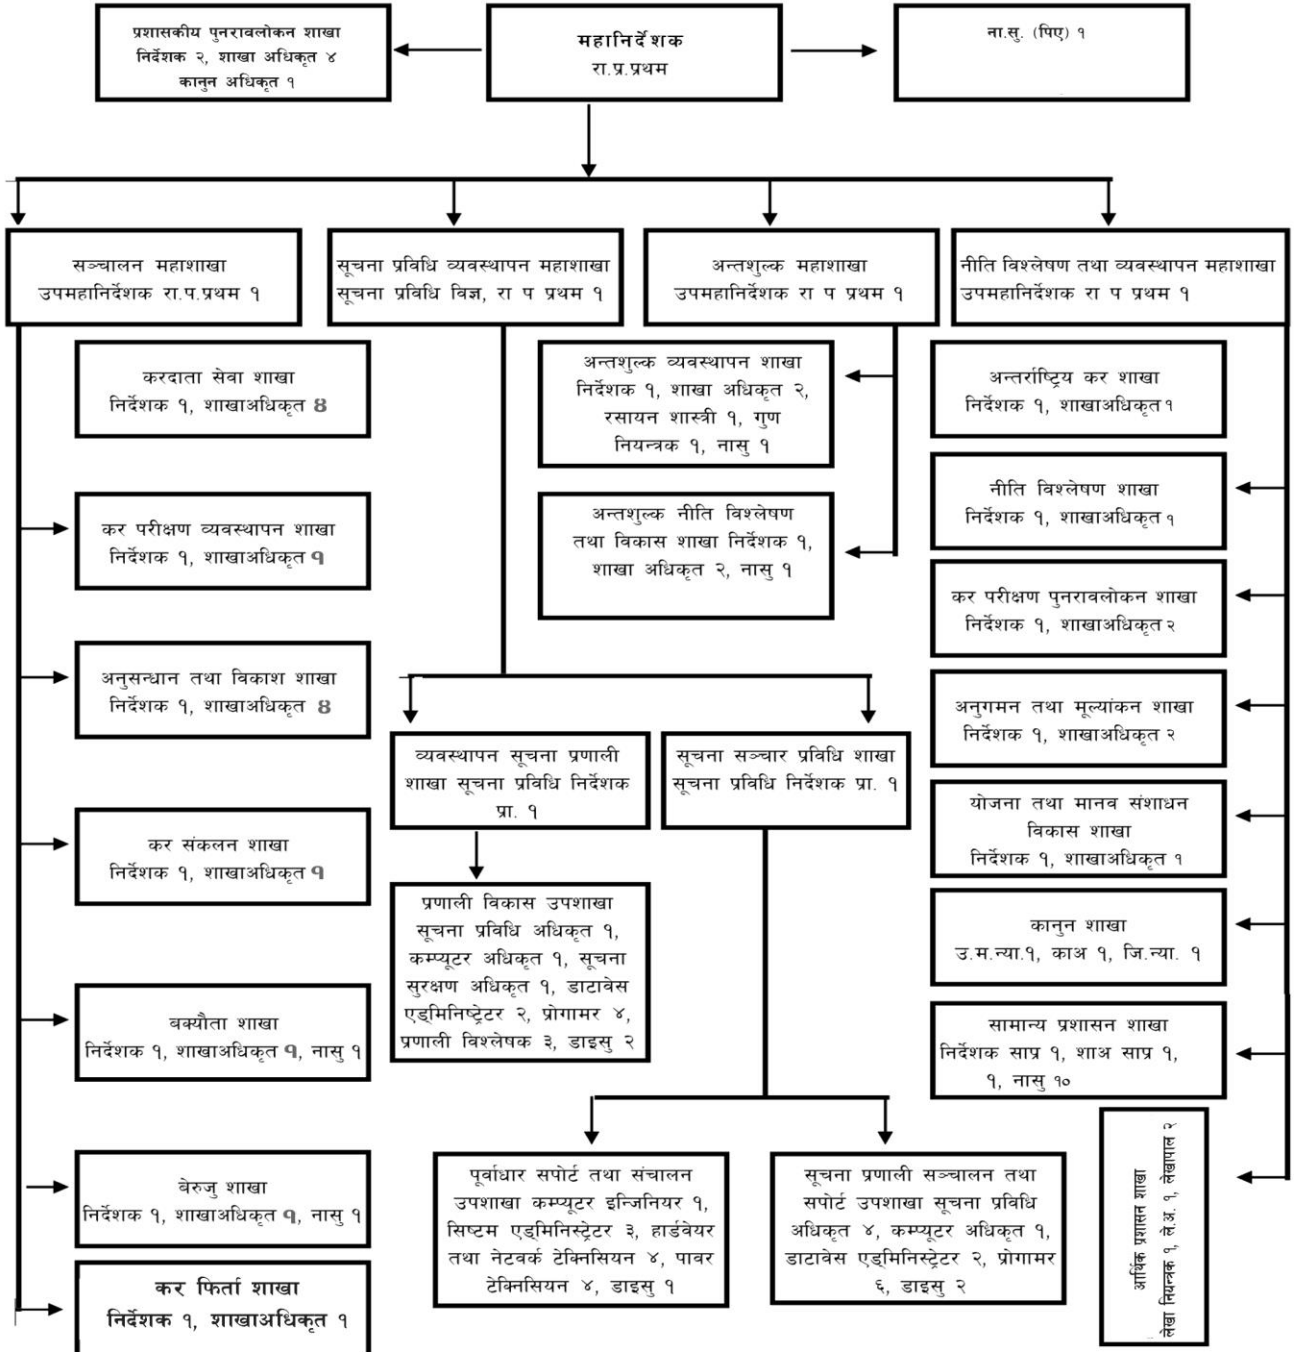 प्रशासकीय पुनरावलोकन शाखा
निर्देशक २, शाखा अधिकृत ४
कानुन अधिकृत १
महानिर्देशक
रा.प्र.प्रथम
ना.सु. (पिए) १
सञ्चालन महाशाखा
उपमहानिर्देशक रा.प.प्रथम १
सूचना प्रविधि व्यवस्थापन महाशाखा
सूचना प्रविधि विज्ञ, रा प प्रथम १
अन्तशुल्क महाशाखा
उपमहानिर्देशक रा प प्रथम १
नीति विश्लेषण तथा व्यवस्थापन महाशाखा
उपमहानिर्देशक रा प प्रथम १
करदाता सेवा शाखा
निर्देशक १, शाखाअधिकृत 8
कर परीक्षण व्यवस्थापन शाखा
निर्देशक १, शाखाअधिकृत १
अनुसन्धान तथा विकाश शाखा
निर्देशक १, शाखाअधिकृत 8
कर संकलन शाखा
निर्देशक १, शाखाअधिकृत १
बक्यौता शाखा
निर्देशक १, शाखाअधिकृत १, नासु १
बेरुजु शाखा
निर्देशक १, शाखाअधिकृत १, नासु १
कर फिर्ता शाखा
निर्देशक १, शाखाअधिकृत १
अन्तशुल्क व्यवस्थापन शाखा
निर्देशक १, शाखा अधिकृत २,
रसायन शास्त्री १, गुण
नियन्त्रक १, नासु १
अन्तशुल्क नीति विश्लेषण
तथा विकास शाखा निर्देशक १,
शाखा अधिकृत २, नासु १
व्यवस्थापन सूचना प्रणाली
शाखा सूचना प्रविधि निर्देशक
प्रा. १
सूचना सञ्चार प्रविधि शाखा
सूचना प्रविधि निर्देशक प्रा. १
प्रणाली विकास उपशाखा
सूचना प्रविधि अधिकृत १,
कम्प्यूटर अधिकृत १, सूचना
सुरक्षण अधिकृत १, डाटावेस
एड्मिनिष्ट्रेटर २, प्रोगामर ४,
प्रणाली विश्लेषक ३, डाइसु २
पूर्वाधार सपोर्ट तथा संचालन
उपशाखा कम्प्यूटर इन्जिनियर १,
सिष्टम एड्मिनिस्ट्रेटर ३, हार्डवेयर
तथा नेटवर्क टेक्निसियन ४, पावर
टेक्निसियन ४, डाइसु १
सूचना प्रणाली सञ्चालन तथा
सपोर्ट उपशाखा सूचना प्रविधि
अधिकृत ४, कम्प्यूटर अधिकृत १,
डाटावेस एड्मिनिस्ट्रेटर २, प्रोगामर
६, डाइसु २
अन्तर्राष्ट्रिय कर शाखा
निर्देशक १, शाखाअधिकृत १
नीति विश्लेषण शाखा
निर्देशक १, शाखाअधिकृत १
कर परीक्षण पुनरावलोकन शाखा
निर्देशक १, शाखाअधिकृत २
अनुगमन तथा मूल्यांकन शाखा
निर्देशक १, शाखाअधिकृत २
योजना तथा मानव संशाधन
विकास शाखा
निर्देशक १, शाखाअधिकृत १
कानुन शाखा
उ.म.न्या.१, काअ १, जि.न्या. १
सामान्य प्रशासन शाखा
निर्देशक साप्र १, शाअ साप्र १,
१, नासु १०
आर्थिक प्रशासन शाखा
लेखा नियन्त्रक १, ले.अ. १, लेखापाल २